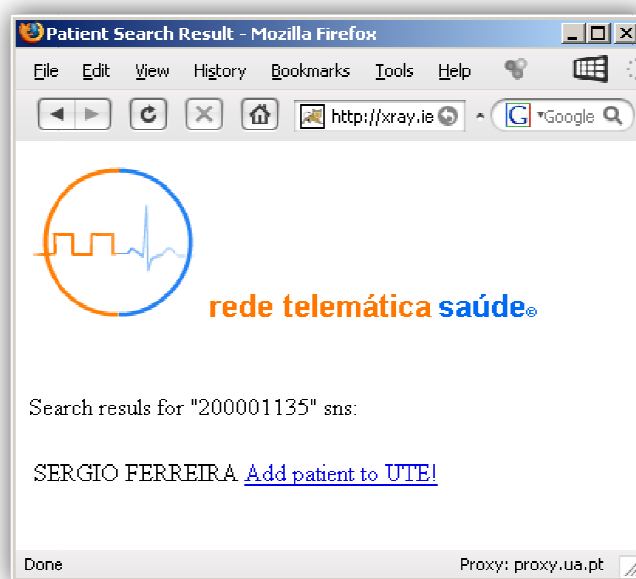 Patient Search Result - Mozilla Firefox
File Edit View History Bookmarks Tools Help
http://xray.ie Google
rede telemática saúde©
Search resuls for "200001135" sns:
SERGIO FERREIRA Add patient to UTE!
Done Proxy: proxy.ua.pt